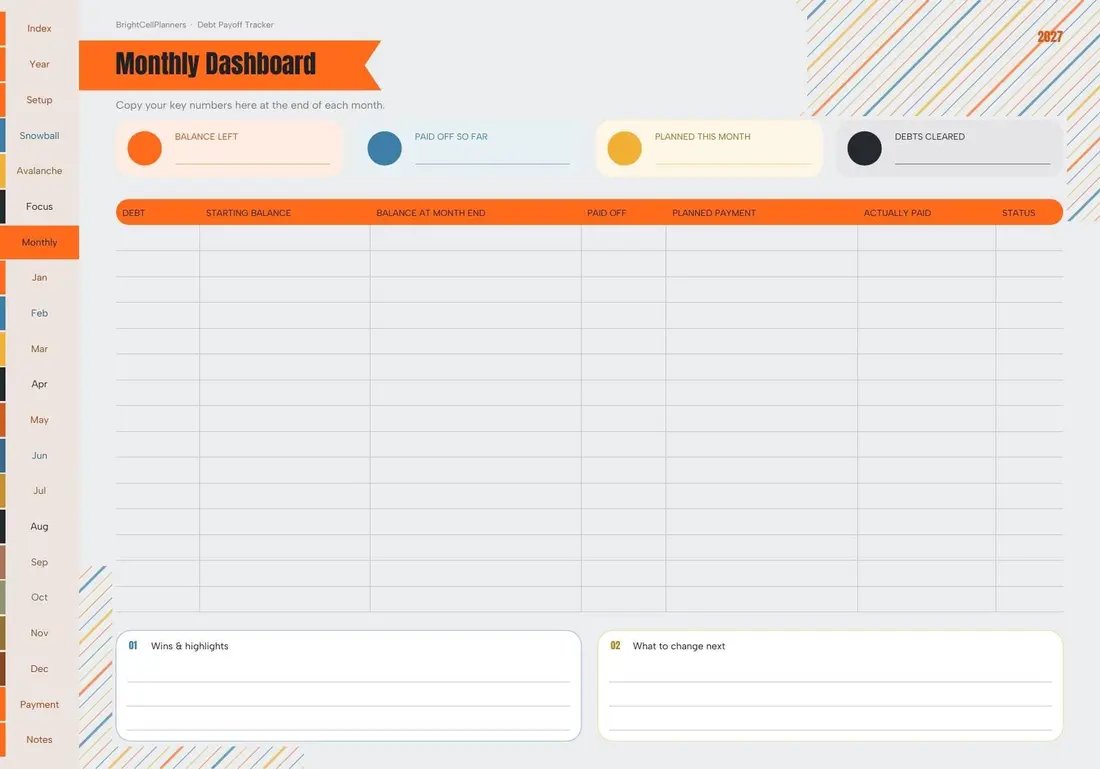 BrightCellPlanners · Debt Payoff Tracker
2027
Monthly Dashboard
Copy your key numbers here at the end of each month.
Index
Year
Setup
Snowball
Avalanche
Focus
Monthly
Jan
Feb
Mar
Apr
May
Jun
Jul
Aug
Sep
Oct
Nov
Dec
Payment
Notes
BALANCE LEFT
PAID OFF SO FAR
PLANNED THIS MONTH
DEBTS CLEARED
DEBT STARTING BALANCE BALANCE AT MONTH END PAID OFF PLANNED PAYMENT ACTUALLY PAID STATUS
01 Wins & highlights
02 What to change next